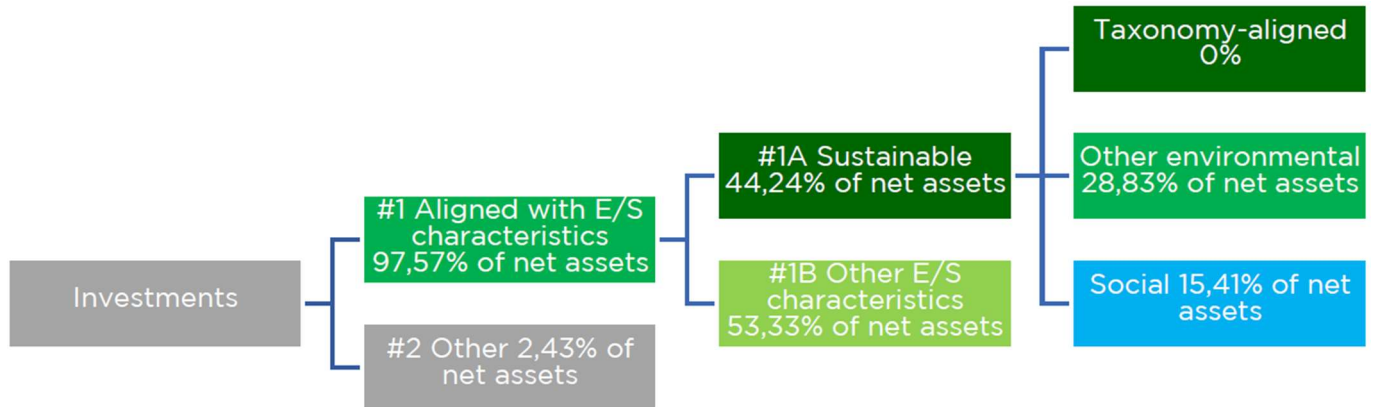 Investments
#1 Aligned with E/S
characteristics
97,57% of net assets
#2 Other 2,43% of
net assets
#1A Sustainable
44,24% of net assets
#1B Other E/S
characteristics
53,33% of net assets
Taxonomy-aligned
0%
Other environmental
28,83% of net assets
Social 15,41% of net
assets